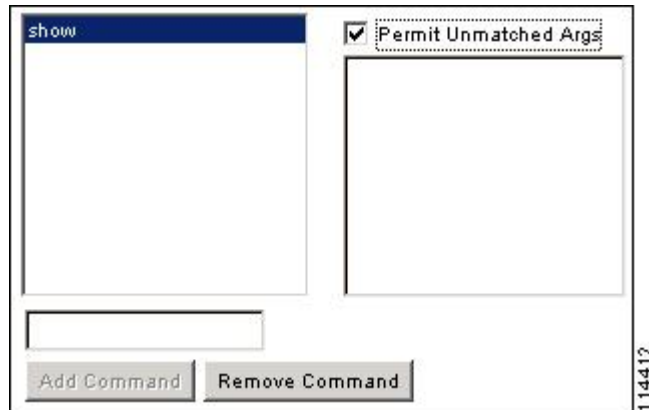 show
Permit Unmatched Args
Add Command
Remove Command
114412